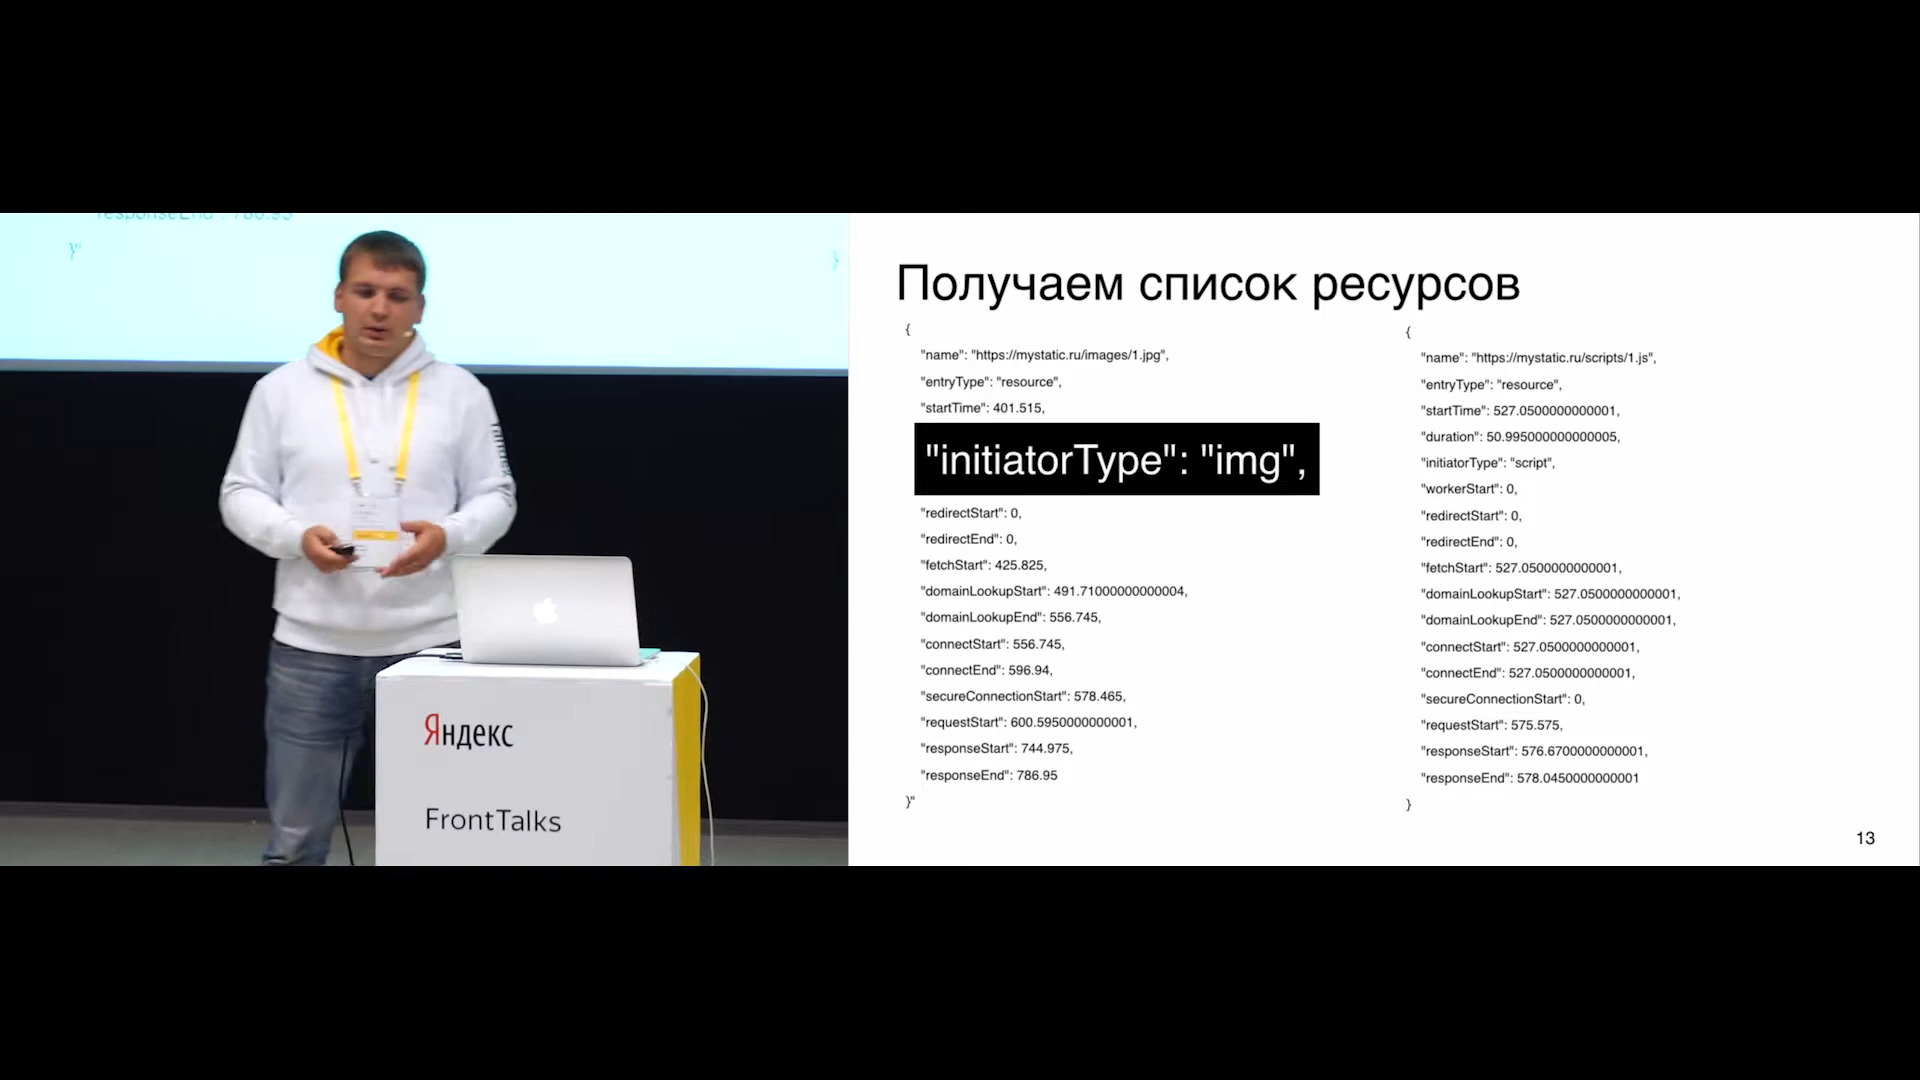 responseEnd": 786.95
}"
}
Яндекс
FrontTalks
Получаем список ресурсов
{
"name": "https://mystatic.ru/images/1.jpg",
"entryType": "resource",
"startTime": 401.515,
"initiatorType": "img",
"redirectStart": 0,
"redirectEnd": 0,
"fetchStart": 425.825,
"domainLookupStart": 491.71000000000004,
"domainLookupEnd": 556.745,
"connectStart": 556.745,
"connectEnd": 596.94,
"secureConnectionStart": 578.465,
"requestStart": 600.5950000000001,
"responseStart": 744.975,
"responseEnd": 786.95
}"
{
"name": "https://mystatic.ru/scripts/1.js",
"entryType": "resource",
"startTime": 527.0500000000001,
"duration": 50.995000000000005,
"initiatorType": "script",
"workerStart": 0,
"redirectStart": 0,
"redirectEnd": 0,
"fetchStart": 527.0500000000001,
"domainLookupStart": 527.0500000000001,
"domainLookupEnd": 527.0500000000001,
"connectStart": 527.0500000000001,
"connectEnd": 527.0500000000001,
"secureConnectionStart": 0,
"requestStart": 575.575,
"responseStart": 576.6700000000001,
"responseEnd": 578.0450000000001
}
13